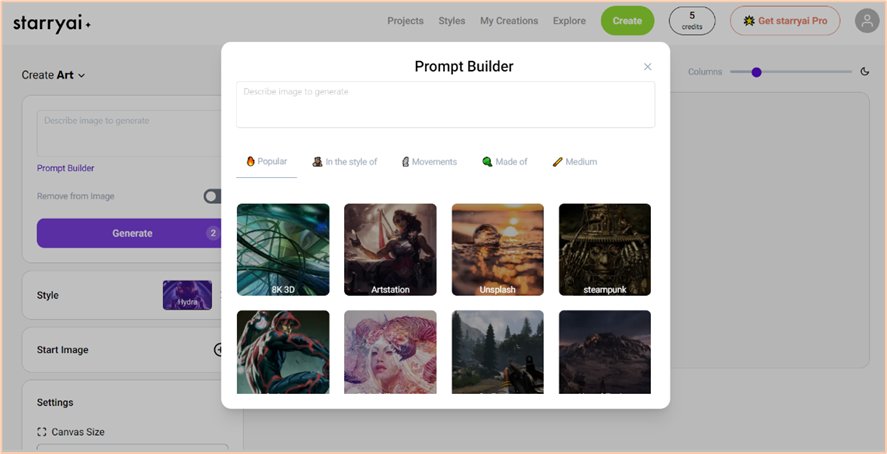 starryai
Projects
Styles
My Creations
Explore
Create
5
credits
Get starryai Pro
Create Art
Describe image to generate
Prompt Builder
Remove from Image
Generate
2
Style
Hydra
Start Image
Settings
Canvas Size
Columns
Prompt Builder
Describe image to generate
Popular
In the style of
Movements
Made of
Medium
8K 3D
Artstation
Unsplash
steampunk